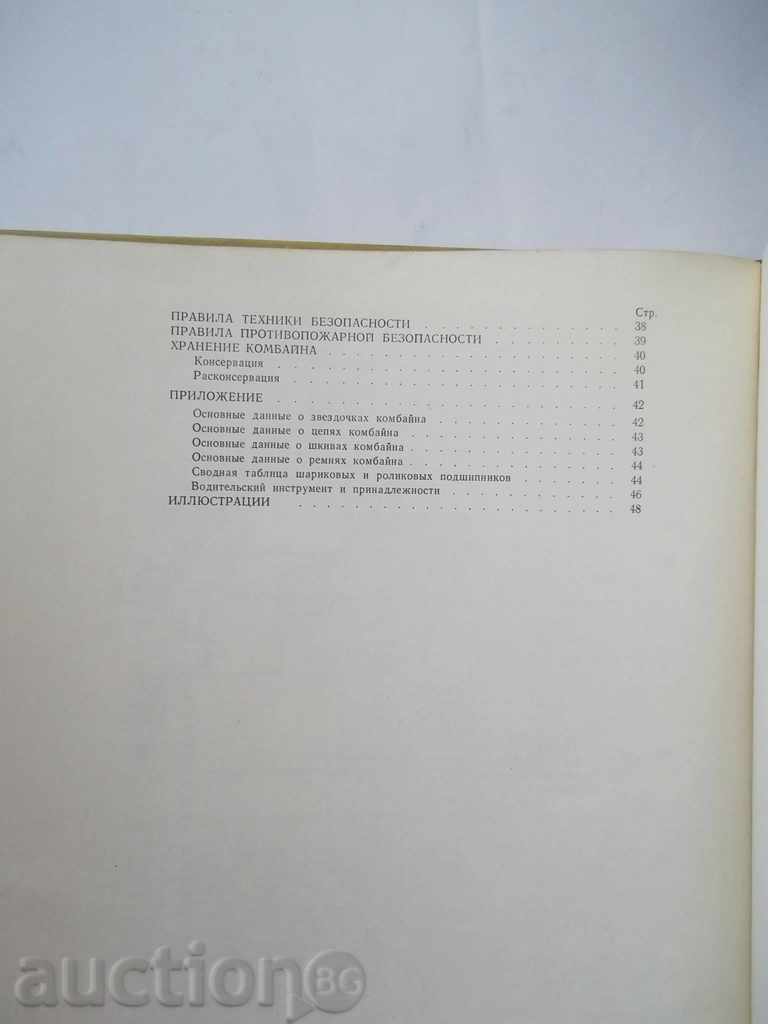 Стр.
ПРАВИЛА ТЕХНИКИ БЕЗОПАСНОСТИ . . . . . . . . . . . . . . 38
ПРАВИЛА ПРОТИВОПОЖАРНОЙ БЕЗОПАСНОСТИ . . . . . . . . . . 39
ХРАНЕНИЕ КОМБАЙНА . . . . . . . . . . . . . . . . . . . . 40
Консервация . . . . . . . . . . . . . . . . . . . . . . 40
Расконсервация . . . . . . . . . . . . . . . . . . . . . 41
ПРИЛОЖЕНИЕ . . . . . . . . . . . . . . . . . . . . . . . 42
Основные данные о звездочках комбайна . . . . . . . . . . . . 42
Основные данные о цепях комбайна . . . . . . . . . . . . . . 43
Основные данные о шкивах комбайна . . . . . . . . . . . . . . 43
Основные данные о ремнях комбайна . . . . . . . . . . . . . . 44
Сводная таблица шариковых и роликовых подшипников . . . . . . . 44
Водительский инструмент и принадлежности . . . . . . . . . . . 46
ИЛЛЮСТРАЦИИ . . . . . . . . . . . . . . . . . . . . . . 48
auction BG